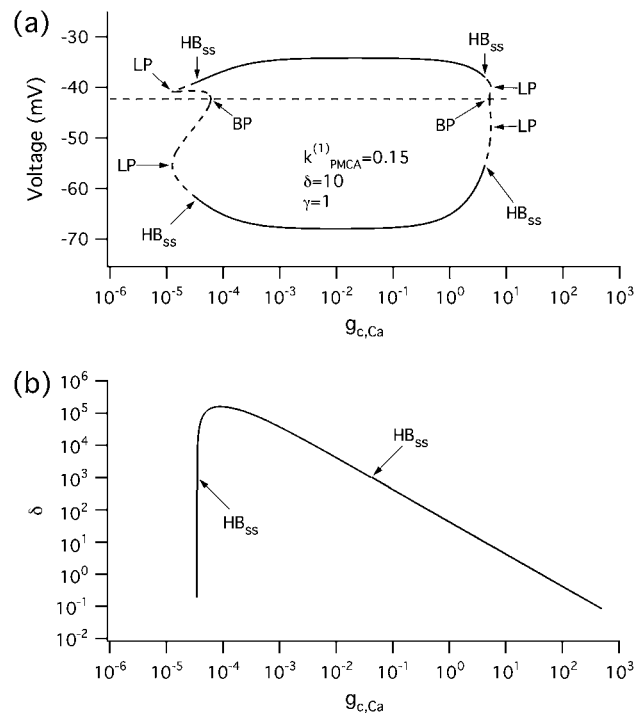 (a)
-30
-40
-50
-60
-70
Voltage (mV)
LP
HBss
HBss
LP
BP
BP
LP
LP
k(1)PMCA=0.15
δ=10
γ=1
HBss
HBss
10-6 10-5 10-4 10-3 10-2 10-1 100 101 102 103
gc,Ca
(b)
106
105
104
103
102
101
100
10-1
10-2
δ
HBss
HBss
10-6 10-5 10-4 10-3 10-2 10-1 100 101 102 103
gc,Ca